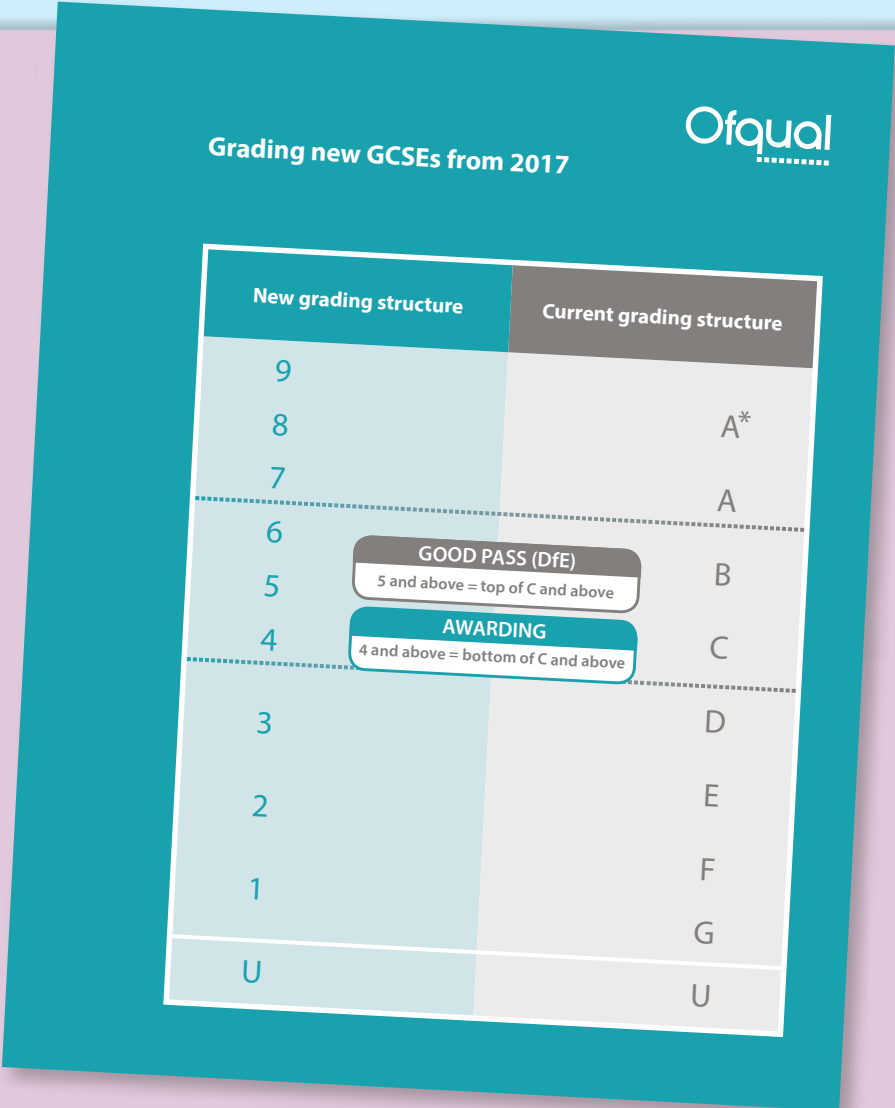 Ofqual
Grading new GCSEs from 2017
New grading structure
Current grading structure
9
8
A*
7
A
6
GOOD PASS (DfE)
B
5
5 and above = top of C and above
AWARDING
4
4 and above = bottom of C and above
C
3
D
2
E
1
F
G
U
U